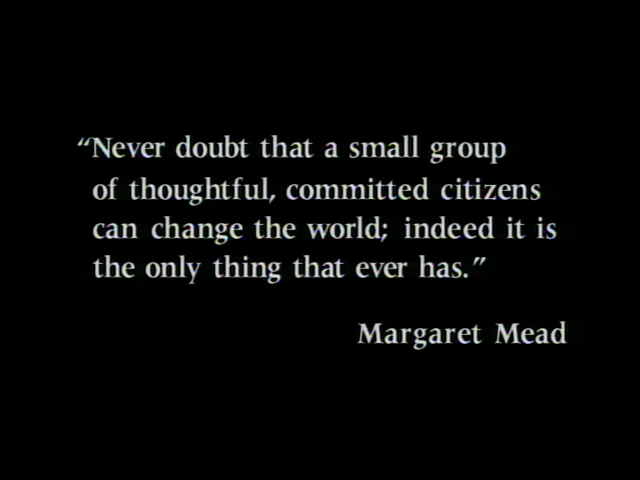 “Never doubt that a small group
of thoughtful, committed citizens
can change the world; indeed it is
the only thing that ever has.”
Margaret Mead